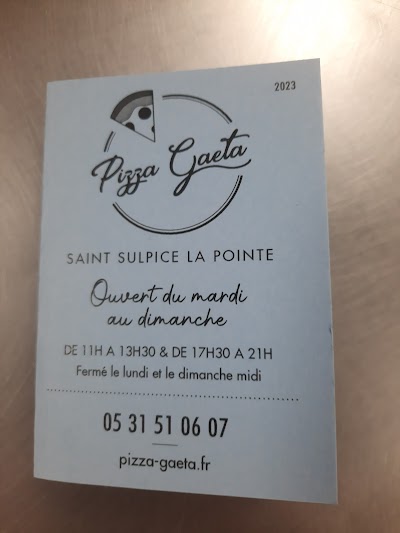 2023
Pizza Gaeta
SAINT SULPICE LA POINTE
Ouvert du mardi
au dimanche
DE 11H A 13H30 & DE 17H30 A 21H
Fermé le lundi et le dimanche midi
05 31 51 06 07
pizza-gaeta.fr